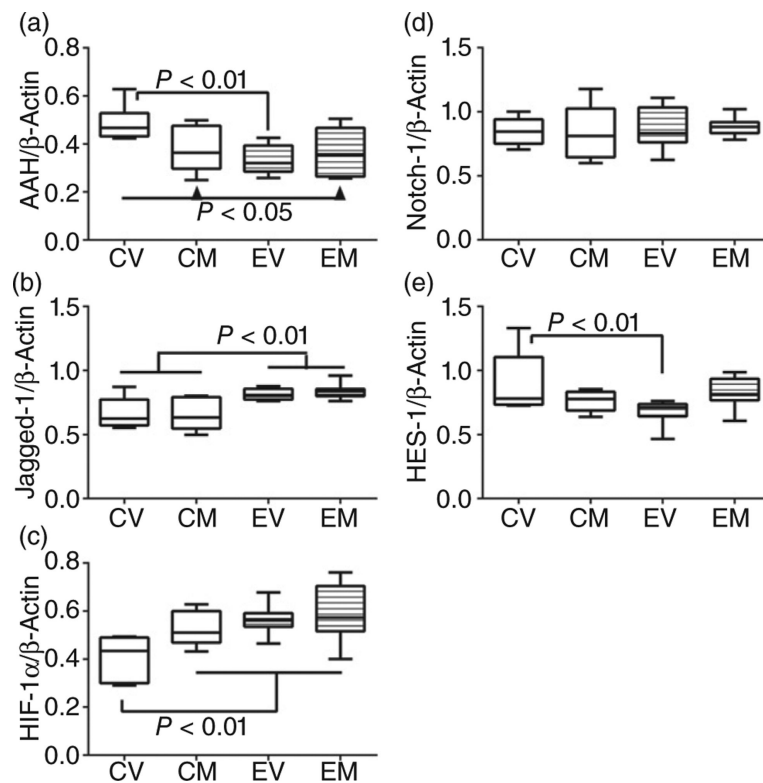 (a)
AAH/β-Actin
0.8
0.6
0.4
0.2
0.0
P < 0.01
P < 0.05
CV CM EV EM
(b)
Jagged-1/β-Actin
1.5
1.0
0.5
0.0
P < 0.01
CV CM EV EM
(c)
HIF-1α/β-Actin
0.8
0.6
0.4
0.2
0.0
P < 0.01
CV CM EV EM
(d)
Notch-1/β-Actin
1.5
1.0
0.5
0.0
CV CM EV EM
(e)
HES-1/β-Actin
1.5
1.0
0.5
0.0
P < 0.01
CV CM EV EM